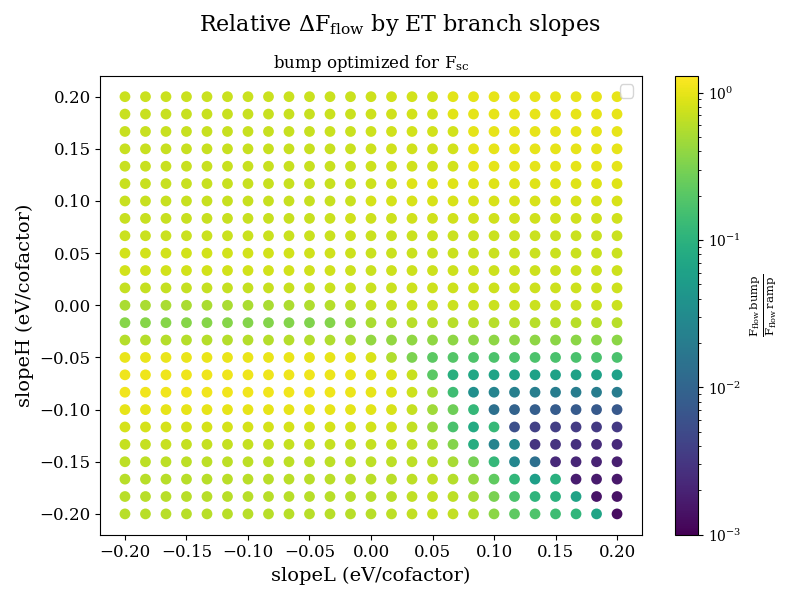 Relative ΔF_flow by ET branch slopes
bump optimized for F_sc
0.20
0.15
0.10
0.05
0.00
−0.05
−0.10
−0.15
−0.20
slopeH (eV/cofactor)
−0.20 −0.15 −0.10 −0.05 0.00 0.05 0.10 0.15 0.20
slopeL (eV/cofactor)
10^0
10^−1
10^−2
10^−3
F_flow bump
F_flow ramp